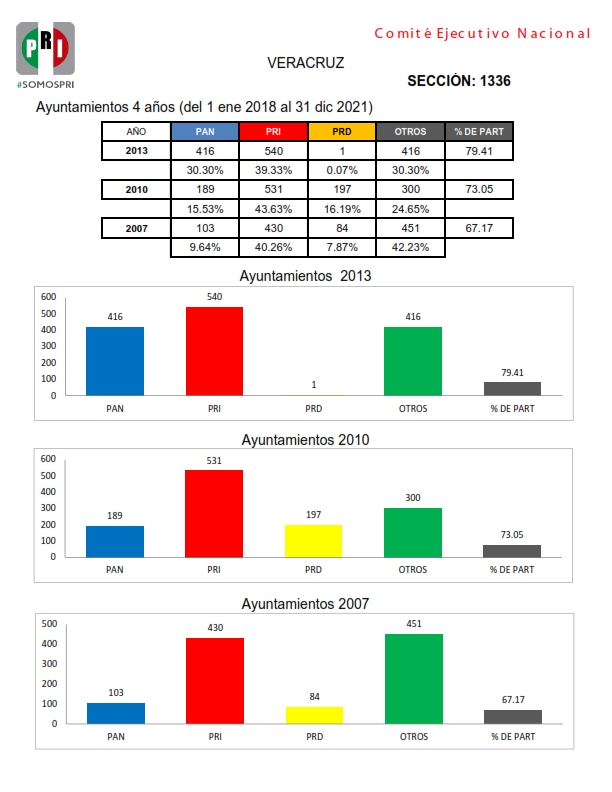 Comité Ejecutivo Nacional
PRI
#SOMOSPRI
VERACRUZ
SECCIÓN: 1336
Ayuntamientos 4 años (del 1 ene 2018 al 31 dic 2021)
AÑO PAN PRI PRD OTROS % DE PART
2013 416 540 1 416 79.41
30.30% 39.33% 0.07% 30.30%
2010 189 531 197 300 73.05
15.53% 43.63% 16.19% 24.65%
2007 103 430 84 451 67.17
9.64% 40.26% 7.87% 42.23%
Ayuntamientos 2013
600
500
400
300
200
100
0
416 540 1 416 79.41
PAN PRI PRD OTROS % DE PART
Ayuntamientos 2010
600
500
400
300
200
100
0
189 531 197 300 73.05
PAN PRI PRD OTROS % DE PART
Ayuntamientos 2007
500
400
300
200
100
0
103 430 84 451 67.17
PAN PRI PRD OTROS % DE PART